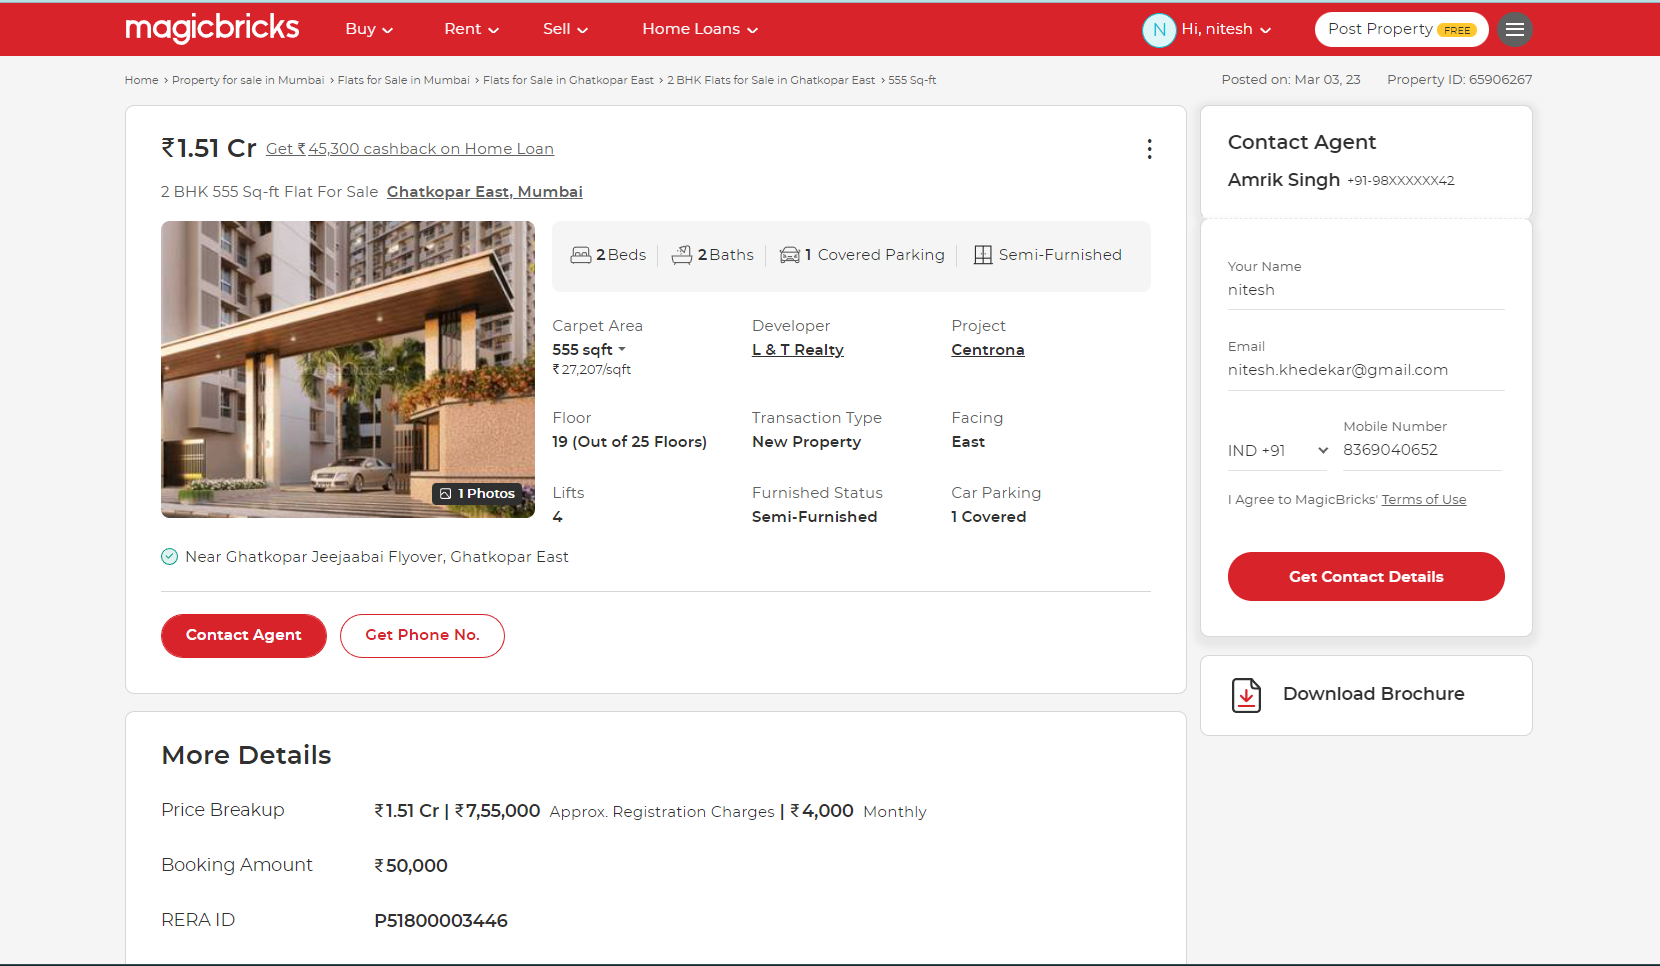 magicbricks
Buy
Rent
Sell
Home Loans
N
Hi, nitesh
Post Property FREE
Home › Property for sale in Mumbai › Flats for Sale in Mumbai › Flats for Sale in Ghatkopar East › 2 BHK Flats for Sale in Ghatkopar East › 555 Sq-ft
Posted on: Mar 03, 23
Property ID: 65906267
₹1.51 Cr Get ₹45,300 cashback on Home Loan
2 BHK 555 Sq-ft Flat For Sale Ghatkopar East, Mumbai
1 Photos
2 Beds
2 Baths
1 Covered Parking
Semi-Furnished
Carpet Area
555 sqft
₹27,207/sqft
Developer
L & T Realty
Project
Centrona
Floor
19 (Out of 25 Floors)
Transaction Type
New Property
Facing
East
Lifts
4
Furnished Status
Semi-Furnished
Car Parking
1 Covered
Near Ghatkopar Jeejaabai Flyover, Ghatkopar East
Contact Agent
Get Phone No.
More Details
Price Breakup
₹1.51 Cr | ₹7,55,000 Approx. Registration Charges | ₹4,000 Monthly
Booking Amount
₹50,000
RERA ID
P51800003446
Contact Agent
Amrik Singh +91-98XXXXXX42
Your Name
nitesh
Email
nitesh.khedekar@gmail.com
IND +91
Mobile Number
8369040652
I Agree to MagicBricks' Terms of Use
Get Contact Details
Download Brochure